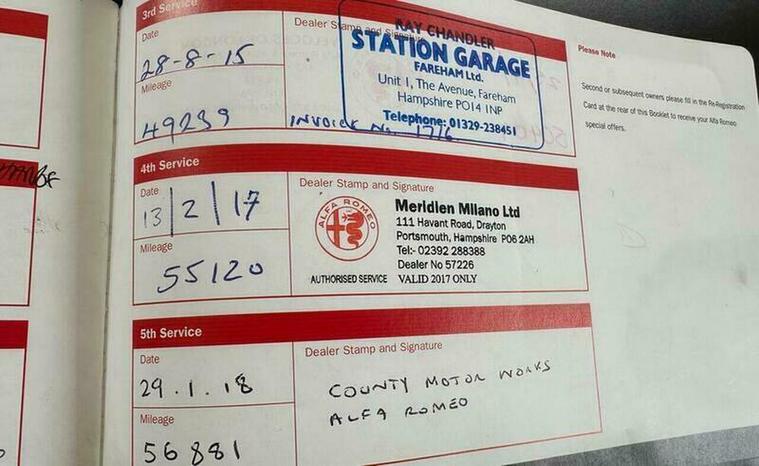 3rd Service
Date
28-8-15
Mileage
49239
Dealer Stamp and Signature
RAY CHANDLER
STATION GARAGE
FAREHAM Ltd.
Unit 1, The Avenue, Fareham
Hampshire PO14 1NP
Telephone: 01329-238451
INVOICE No. 1776
4th Service
Date
13/2/17
Mileage
55120
Dealer Stamp and Signature
ALFA ROMEO
AUTHORISED SERVICE
Meridien Milano Ltd
111 Havant Road, Drayton
Portsmouth, Hampshire PO6 2AH
Tel:- 02392 288388
Dealer No 57226
VALID 2017 ONLY
5th Service
Date
29.1.18
Mileage
56881
Dealer Stamp and Signature
COUNTY MOTOR WORKS
ALFA ROMEO
Please Note
Second or subsequent owners please fill in the Re-Registration
Card at the rear of this Booklet to receive your Alfa Romeo
special offers.